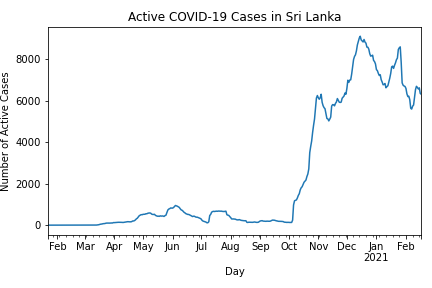 Active COVID-19 Cases in Sri Lanka
Number of Active Cases
8000
6000
4000
2000
0
Feb Mar Apr May Jun Jul Aug Sep Oct Nov Dec Jan Feb
2021
Day